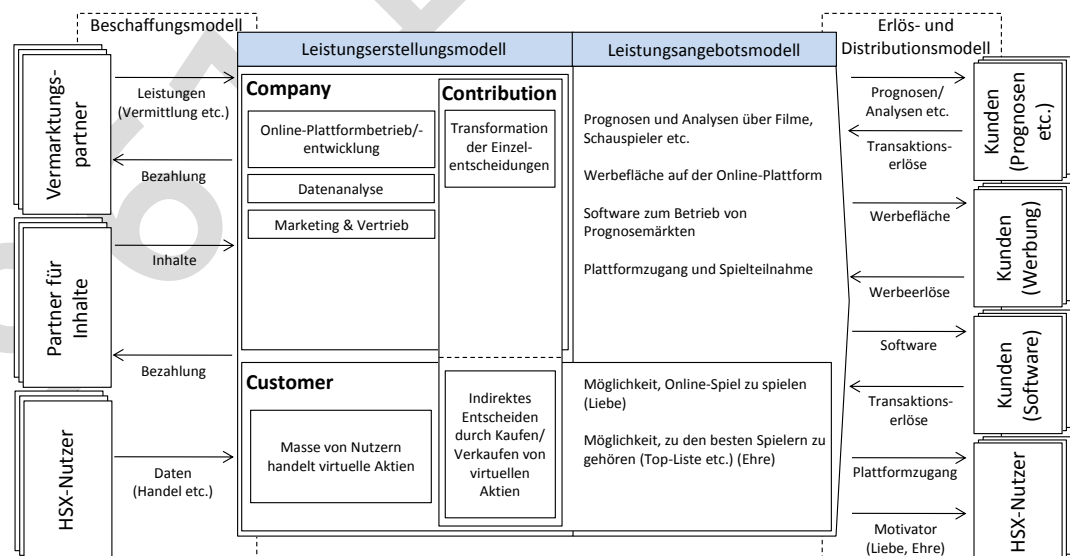 Beschaffungsmodell
Erlös- und
Distributionsmodell
Leistungserstellungsmodell
Leistungsangebotsmodell
Vermarktungs-
partner
Leistungen
(Vermittlung etc.)
Bezahlung
Partner für
Inhalte
Inhalte
Bezahlung
HSX-Nutzer
Daten
(Handel etc.)
Company
Online-Plattformbetrieb/-
entwicklung
Datenanalyse
Marketing & Vertrieb
Contribution
Transformation
der Einzel-
entscheidungen
Customer
Masse von Nutzern
handelt virtuelle Aktien
Indirektes
Entscheiden
durch Kaufen/
Verkaufen von
virtuellen
Aktien
Prognosen und Analysen über Filme,
Schauspieler etc.
Werbefläche auf der Online-Plattform
Software zum Betrieb von
Prognosemärkten
Plattformzugang und Spielteilnahme
Möglichkeit, Online-Spiel zu spielen
(Liebe)
Möglichkeit, zu den besten Spielern zu
gehören (Top-Liste etc.) (Ehre)
Prognosen/
Analysen etc.
Transaktions-
erlöse
Kunden
(Prognosen
etc.)
Werbefläche
Werbeerlöse
Kunden
(Werbung)
Software
Transaktions-
erlöse
Kunden
(Software)
Plattformzugang
Motivator
(Liebe, Ehre)
HSX-Nutzer